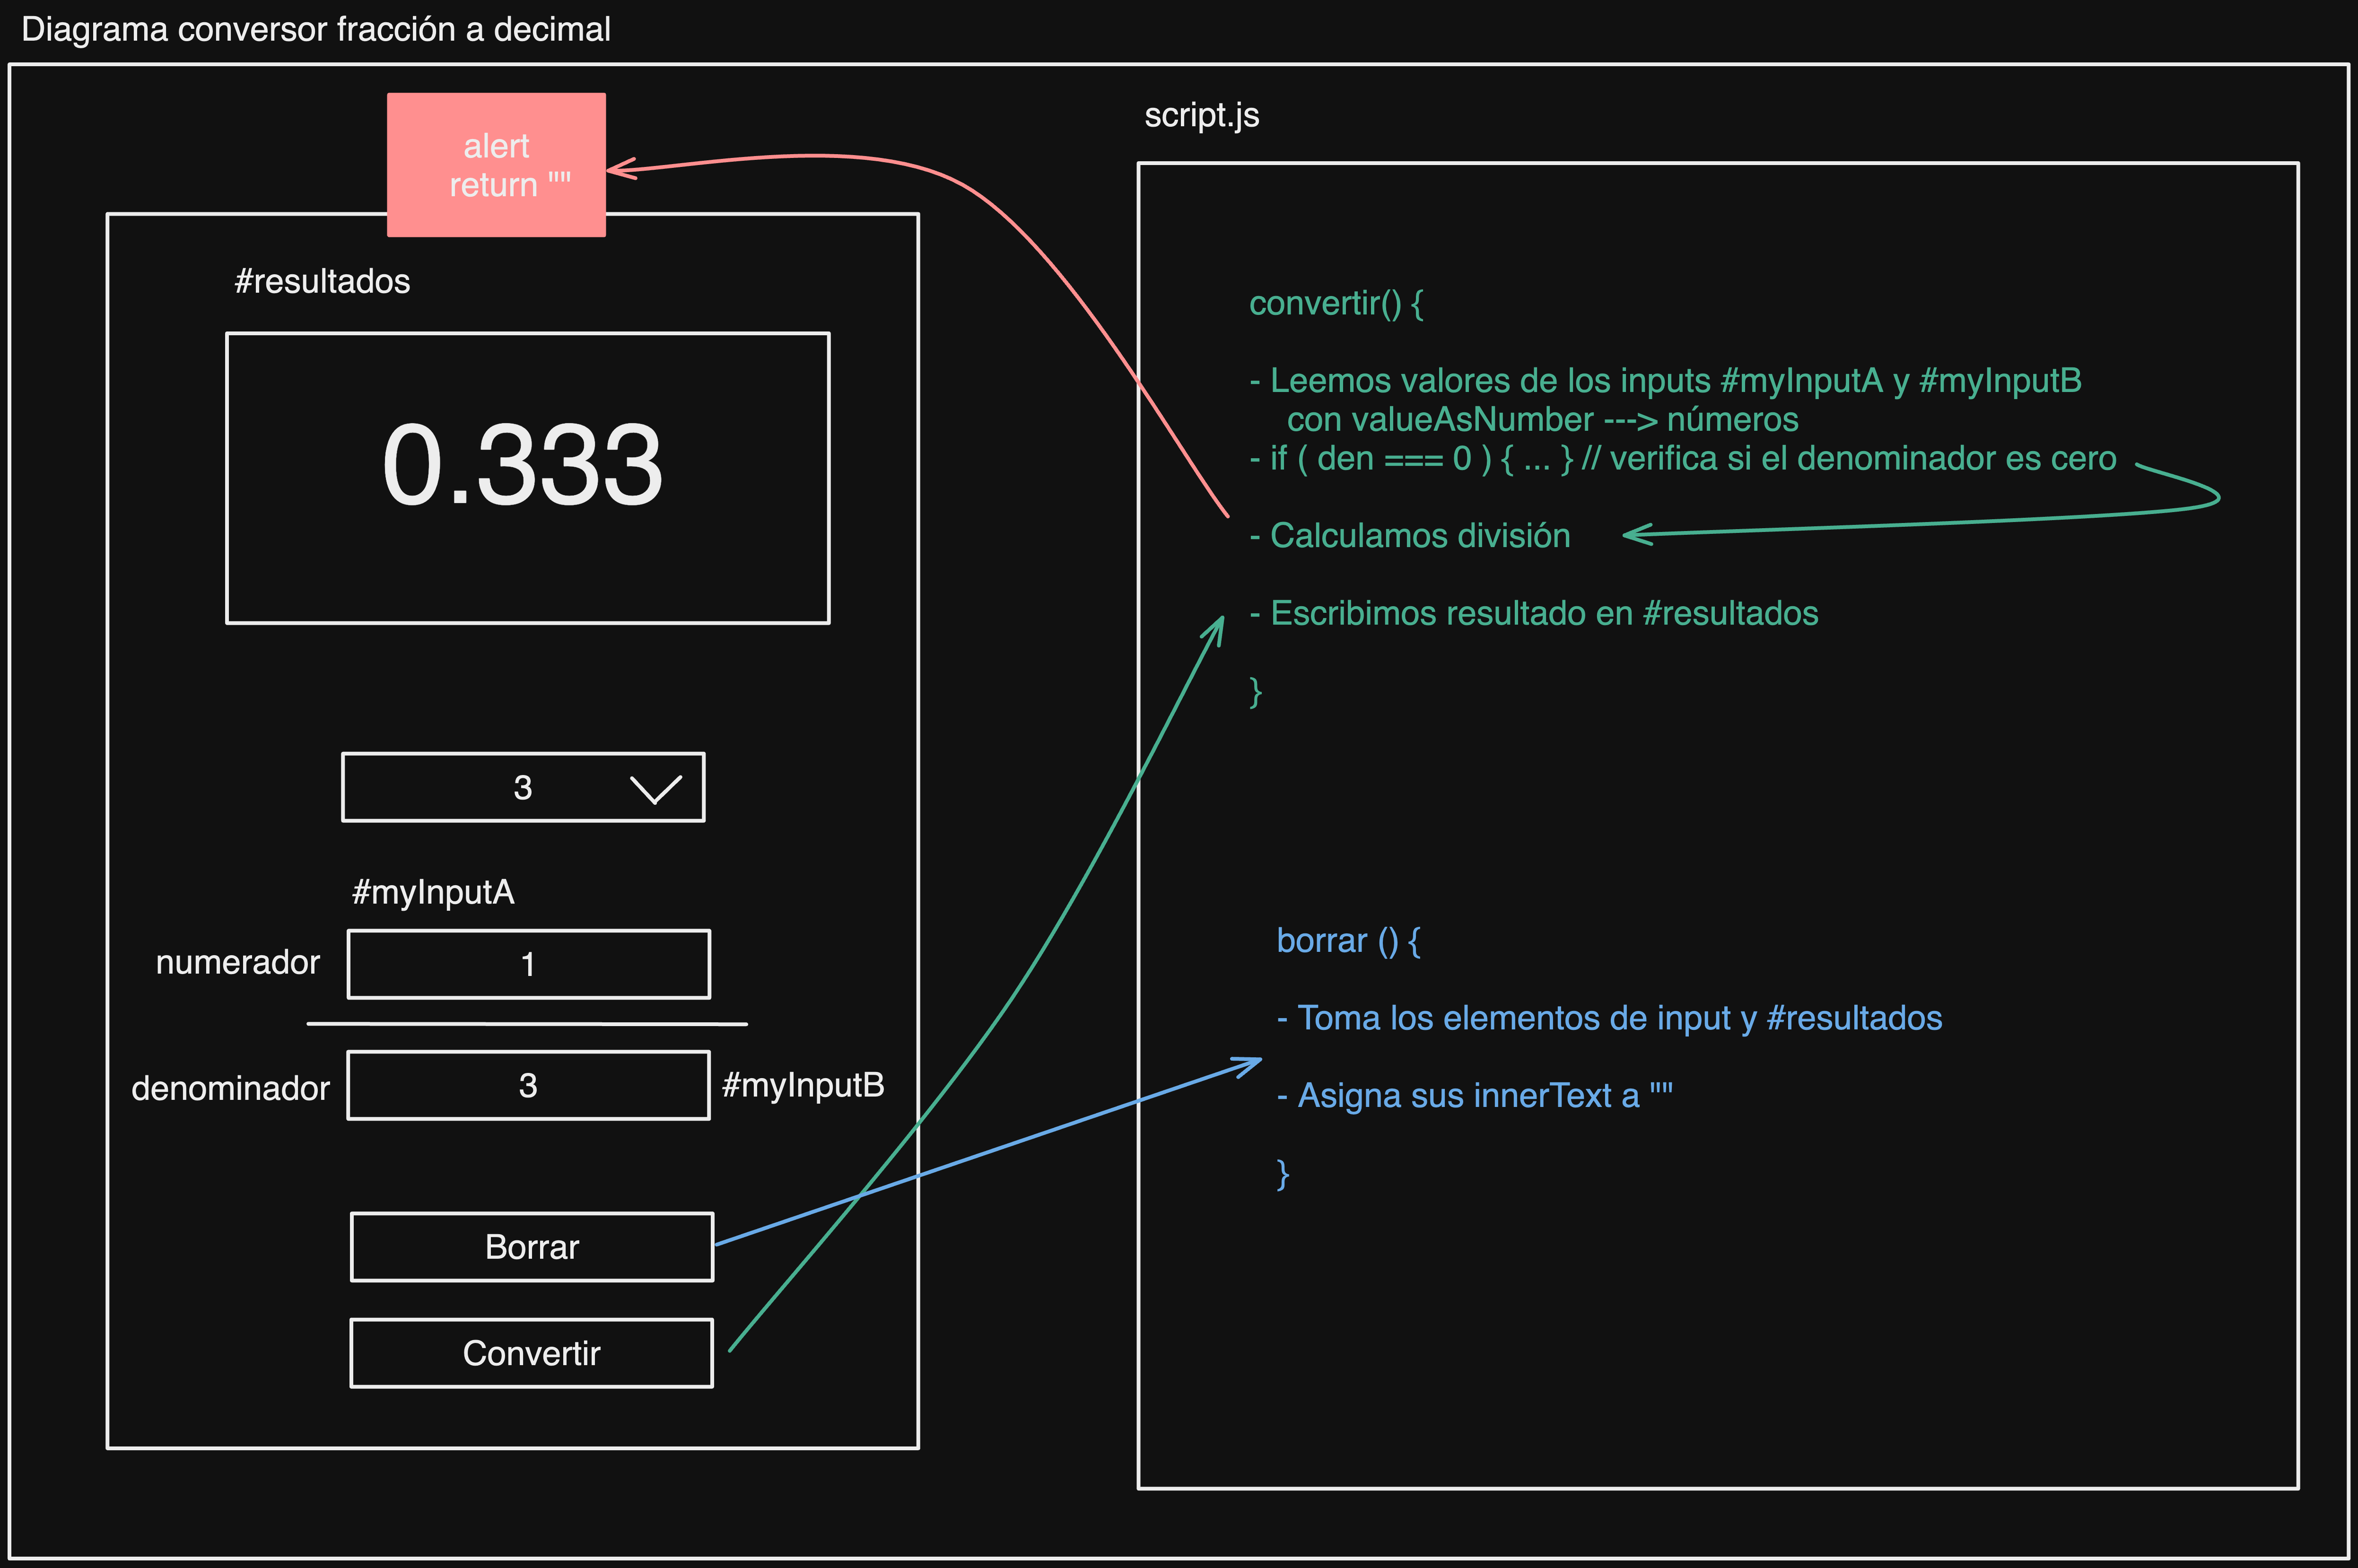 Diagrama conversor fracción a decimal
alert
return ""
#resultados
0.333
3
#myInputA
numerador
1
denominador
3
#myInputB
Borrar
Convertir
script.js
convertir() {
- Leemos valores de los inputs #myInputA y #myInputB
con valueAsNumber ---> números
- if ( den === 0 ) { ... } // verifica si el denominador es cero
- Calculamos división
- Escribimos resultado en #resultados
}
borrar () {
- Toma los elementos de input y #resultados
- Asigna sus innerText a ""
}